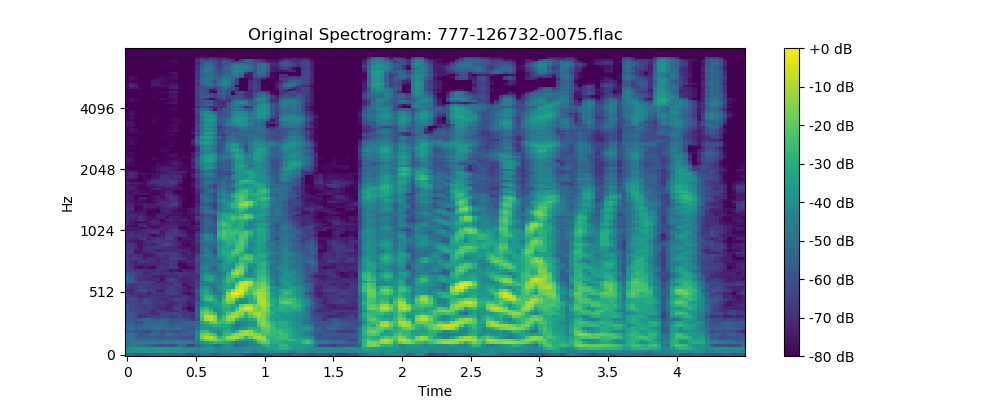 Original Spectrogram: 777-126732-0075.flac
Hz
4096
2048
1024
512
0
0 0.5 1 1.5 2 2.5 3 3.5 4
Time
+0 dB
-10 dB
-20 dB
-30 dB
-40 dB
-50 dB
-60 dB
-70 dB
-80 dB